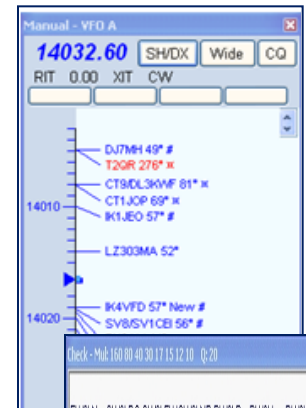 Manual - VFO A
14032.60 SH/DX Wide CQ
RIT 0.00 XIT CW
DJ7MH 49° #
T2QR 276° ж
CT9/DL3KWF 81° ж
CT1JOP 69° ж
14010
IK1JEO 57° #
LZ303MA 52°
IK4VFD 57° New #
14020
SV8/SV1CEI 56° #
Check - Mult 160 80 40 30 17 15 12 10 Q:20